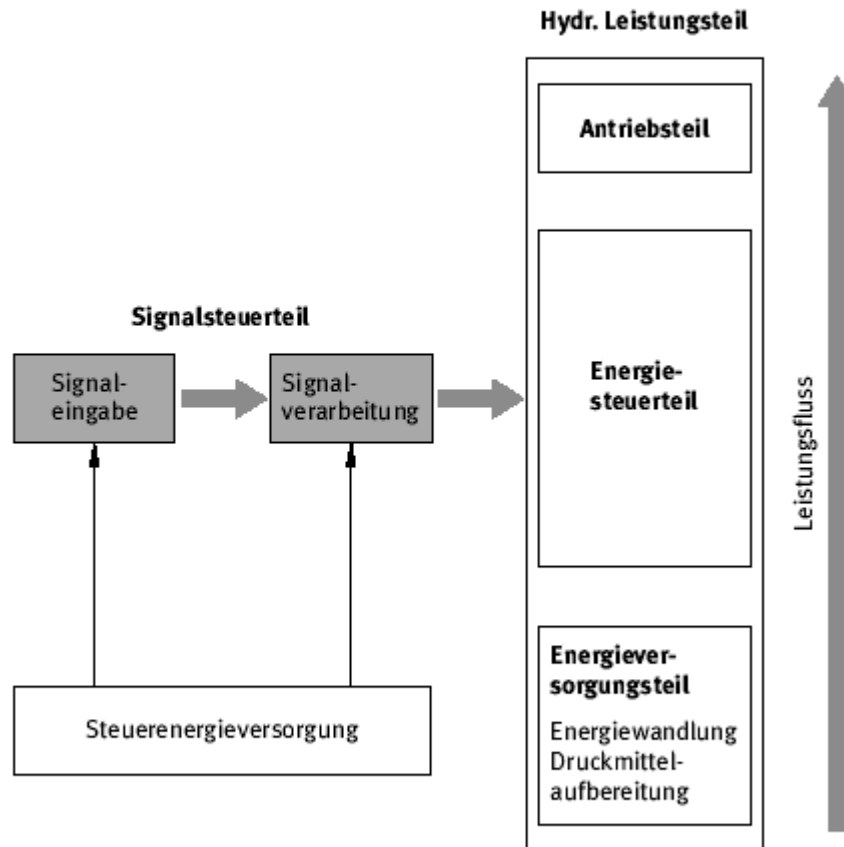 Hydr. Leistungsteil
Antriebsteil
Signalsteuerteil
Signal-
eingabe
Signal-
verarbeitung
Energie-
steuerteil
Leistungsfluss
Steuerenergieversorgung
Energiever-
sorgungsteil
Energiewandlung
Druckmittel-
aufbereitung